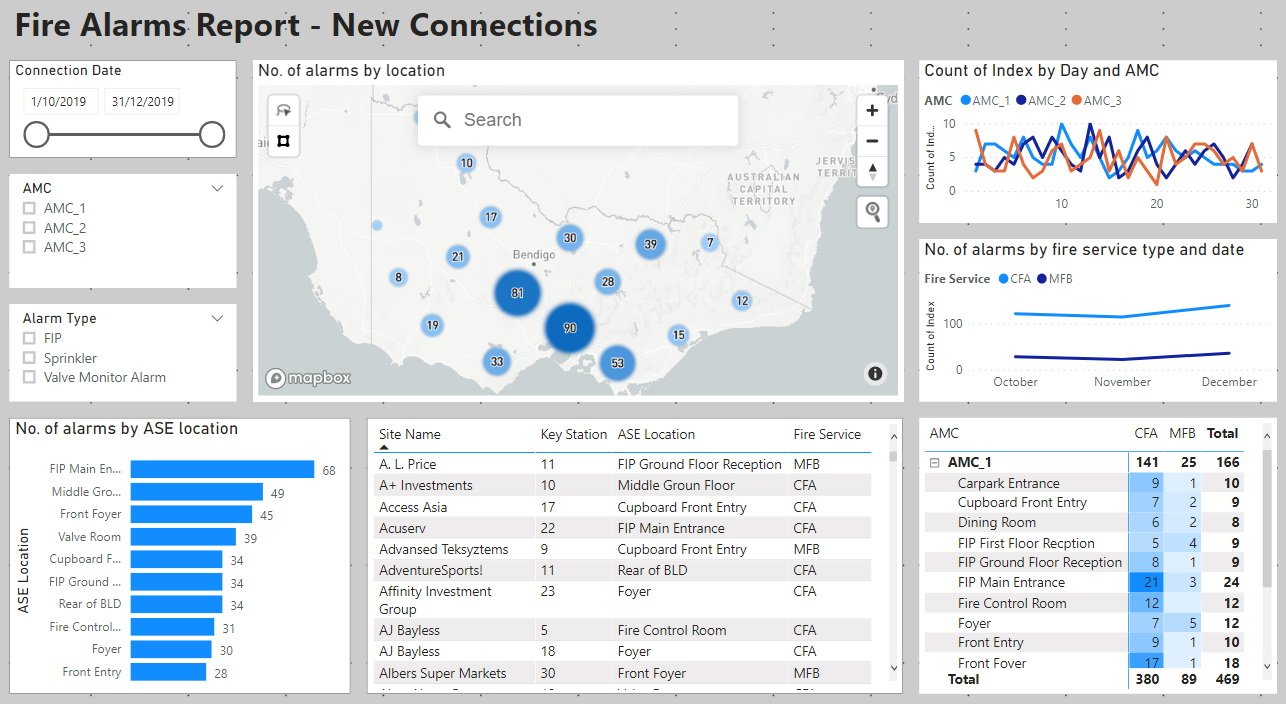 Fire Alarms Report - New Connections
Connection Date
1/10/2019
31/12/2019
AMC
AMC_1
AMC_2
AMC_3
Alarm Type
FIP
Sprinkler
Valve Monitor Alarm
No. of alarms by location
Search
10
17
30
39
7
21
Bendigo
8
81
28
12
19
90
15
33
53
AUSTRALIAN
CAPITAL
TERRITORY
JERVIS
TERRIT
mapbox
Count of Index by Day and AMC
AMC AMC_1 AMC_2 AMC_3
Count of Ind...
10
5
0
10 20 30
No. of alarms by fire service type and date
Fire Service CFA MFB
Count of Index
100
0
October November December
No. of alarms by ASE location
ASE Location
FIP Main En... 68
Middle Gro... 49
Front Foyer 45
Valve Room 39
Cupboard F... 34
FIP Ground ... 34
Rear of BLD 34
Fire Control... 31
Foyer 30
Front Entry 28
Site Name Key Station ASE Location Fire Service
A. L. Price 11 FIP Ground Floor Reception MFB
A+ Investments 10 Middle Groun Floor CFA
Access Asia 17 Cupboard Front Entry CFA
Acuserv 22 FIP Main Entrance CFA
Advansed Teksyztems 9 Cupboard Front Entry MFB
AdventureSports! 11 Rear of BLD CFA
Affinity Investment 23 Foyer CFA
Group
AJ Bayless 5 Fire Control Room CFA
AJ Bayless 18 Foyer CFA
Albers Super Markets 30 Front Foyer MFB
AMC CFA MFB Total
AMC_1 141 25 166
Carpark Entrance 9 1 10
Cupboard Front Entry 7 2 9
Dining Room 6 2 8
FIP First Floor Recption 5 4 9
FIP Ground Floor Reception 8 1 9
FIP Main Entrance 21 3 24
Fire Control Room 12 12
Foyer 7 5 12
Front Entry 9 1 10
Front Foyer 17 1 18
Total 380 89 469